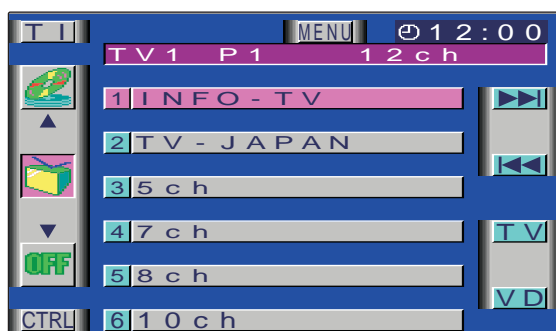 TI MENU 12:00
TV1 P1 12ch
1 INFO-TV
2 TV-JAPAN
3 5ch
4 7ch
TV
OFF
5 8ch
VD
CTRL
6 10ch